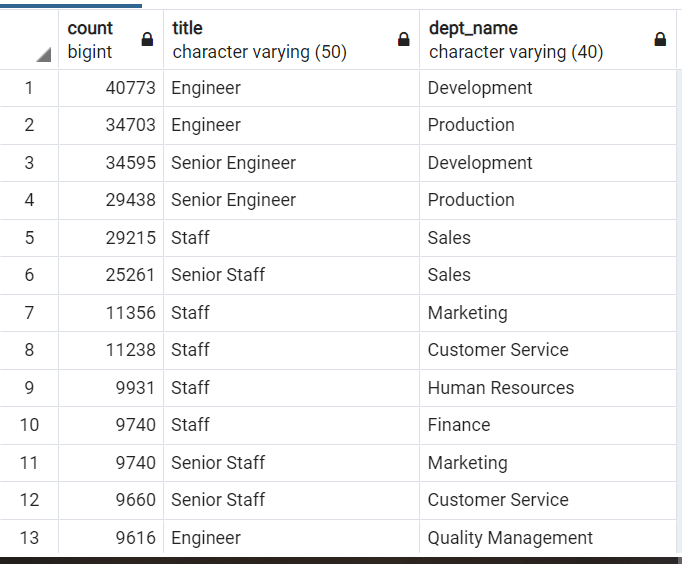 count title dept_name
bigint character varying (50) character varying (40)
1 40773 Engineer Development
2 34703 Engineer Production
3 34595 Senior Engineer Development
4 29438 Senior Engineer Production
5 29215 Staff Sales
6 25261 Senior Staff Sales
7 11356 Staff Marketing
8 11238 Staff Customer Service
9 9931 Staff Human Resources
10 9740 Staff Finance
11 9740 Senior Staff Marketing
12 9660 Senior Staff Customer Service
13 9616 Engineer Quality Management